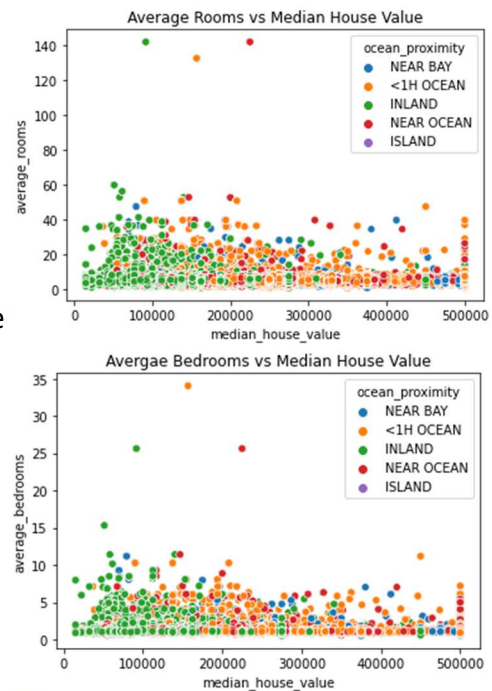 Average Rooms vs Median House Value
ocean_proximity
NEAR BAY
<1H OCEAN
INLAND
NEAR OCEAN
ISLAND
140
120
100
80
60
40
20
0
average_rooms
0 100000 200000 300000 400000 500000
median_house_value
e
Avergae Bedrooms vs Median House Value
ocean_proximity
NEAR BAY
<1H OCEAN
INLAND
NEAR OCEAN
ISLAND
35
30
25
20
15
10
5
0
average_bedrooms
0 100000 200000 300000 400000 500000
median_house_value